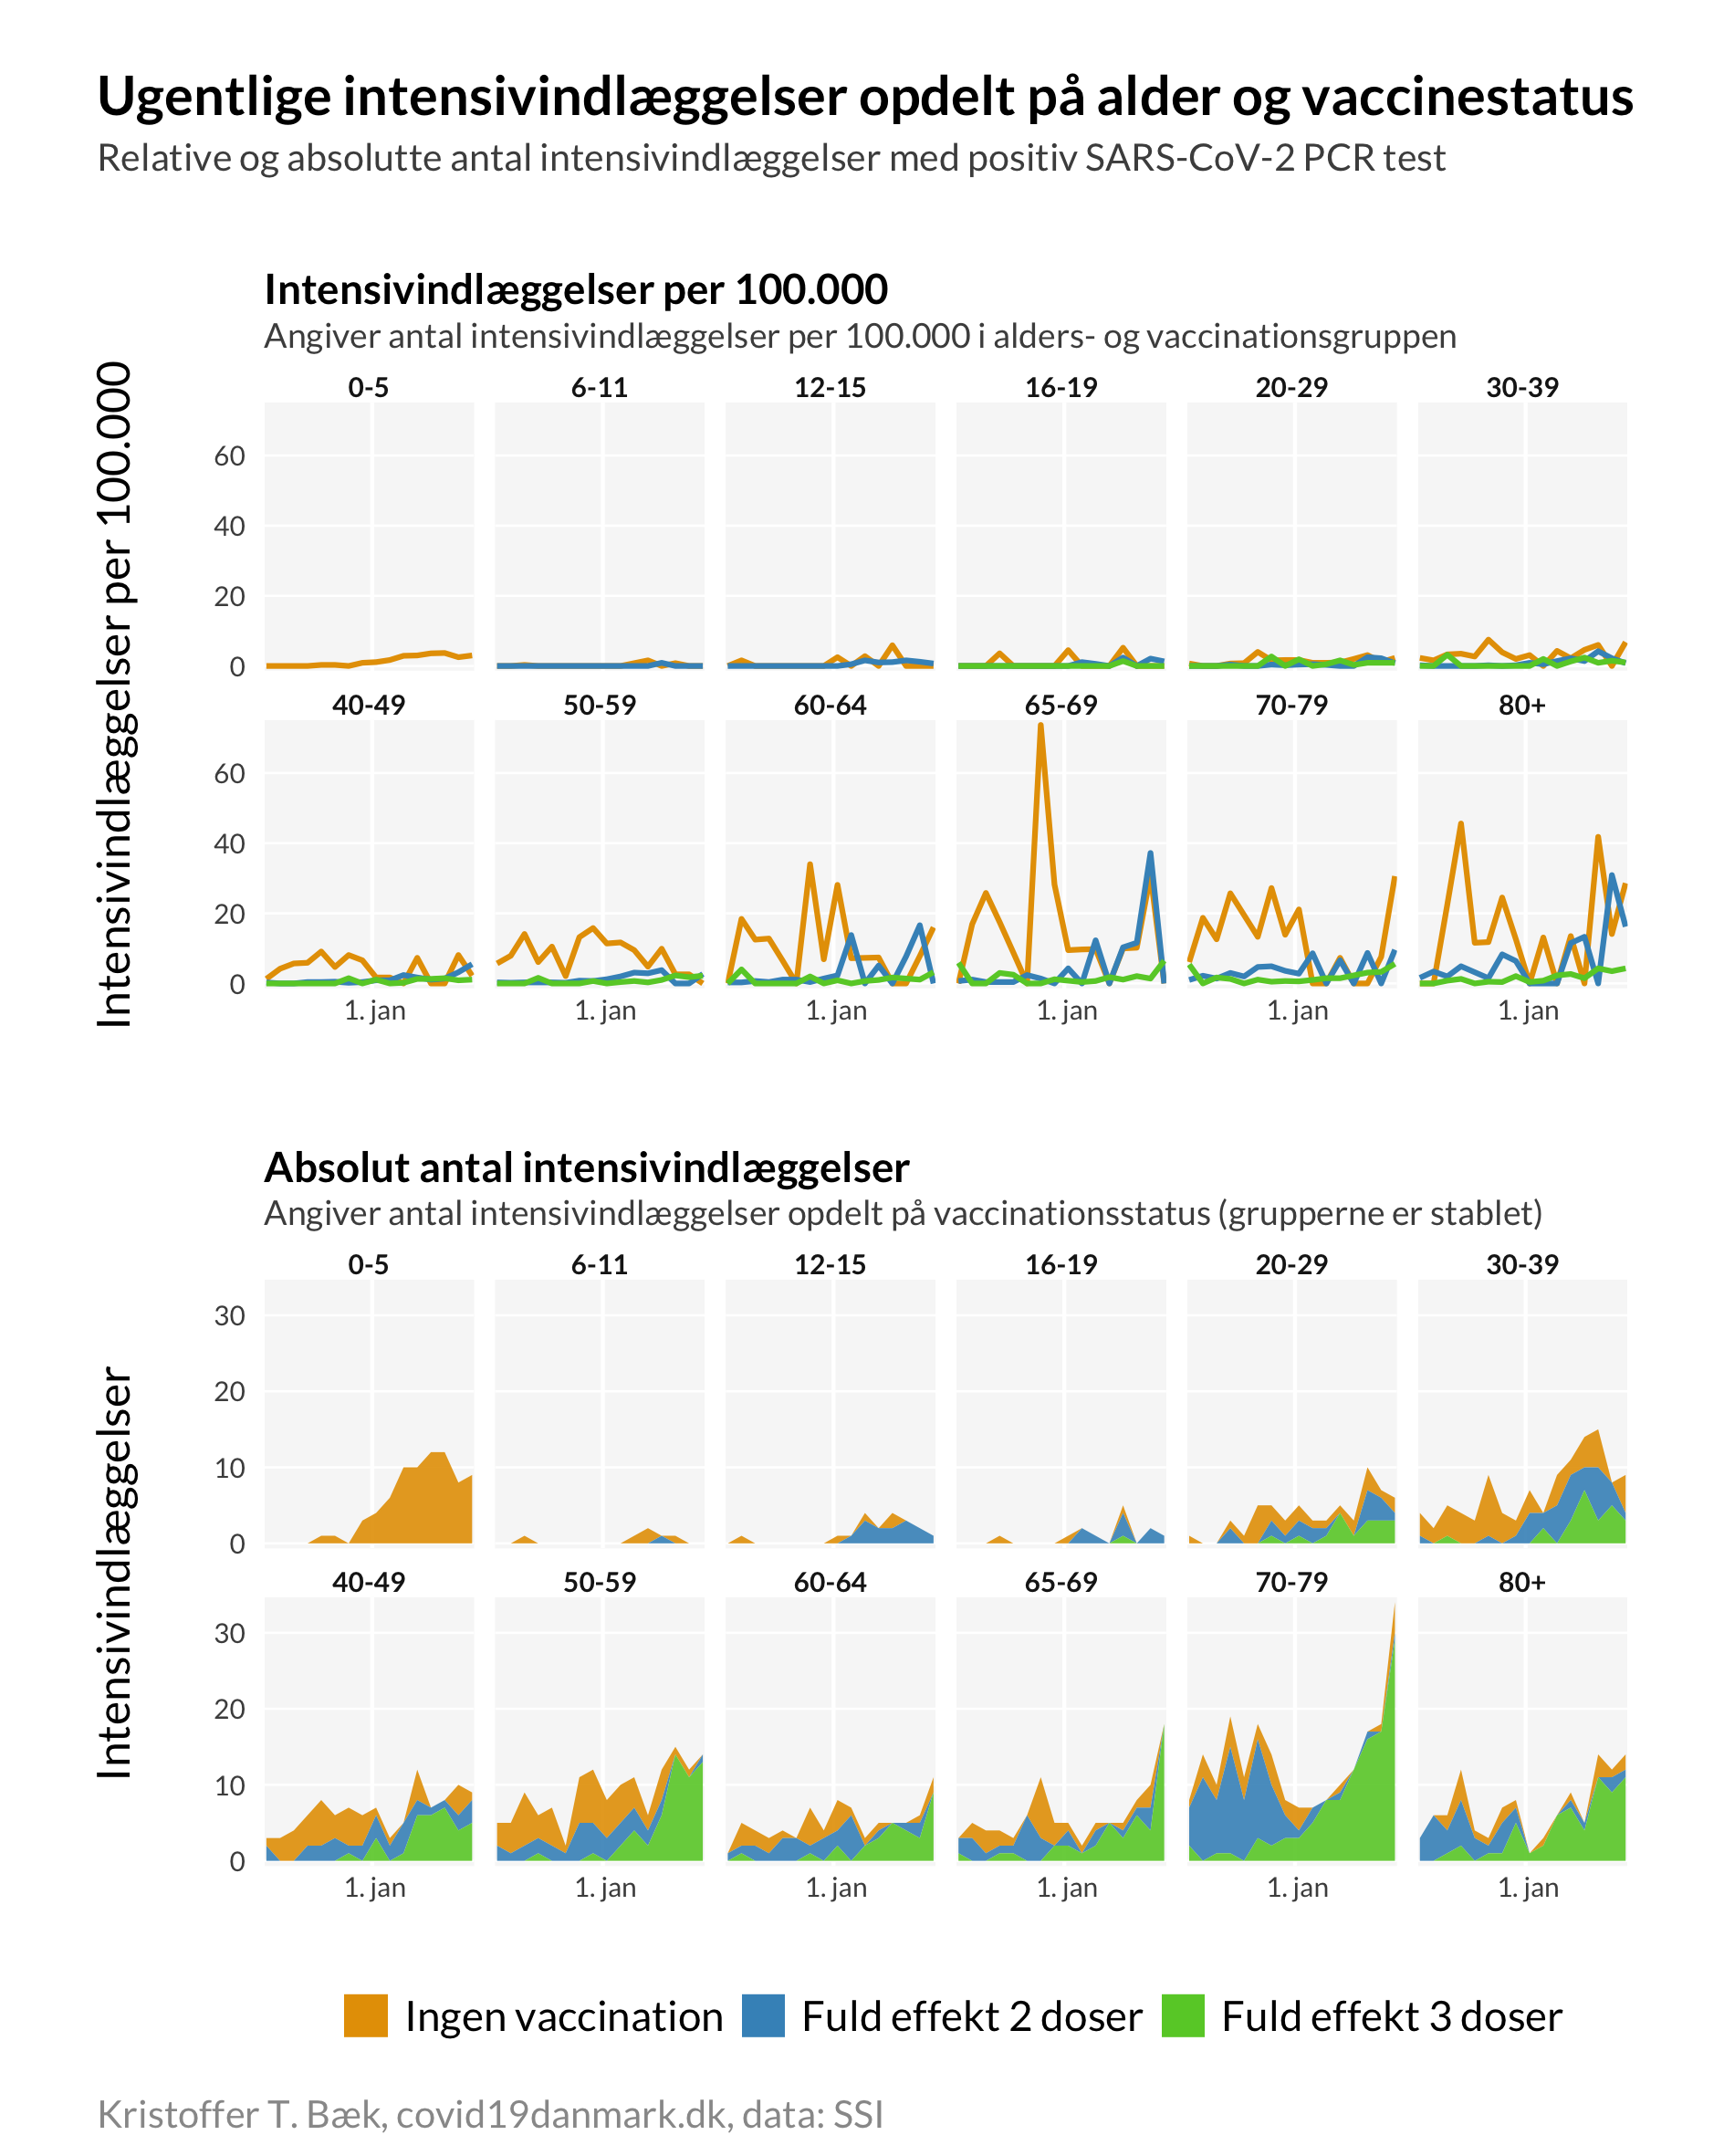 Ugentlige intensivindlæggelser opdelt på alder og vaccinestatus
Relative og absolutte antal intensivindlæggelser med positiv SARS-CoV-2 PCR test
Intensivindlæggelser per 100.000
Angiver antal intensivindlæggelser per 100.000 i alders- og vaccinationsgruppen
Intensivindlæggelser per 100.000
0-5 6-11 12-15 16-19 20-29 30-39
60
40
20
0
40-49 50-59 60-64 65-69 70-79 80+
60
40
20
0
1. jan 1. jan 1. jan 1. jan 1. jan 1. jan
Absolut antal intensivindlæggelser
Angiver antal intensivindlæggelser opdelt på vaccinationsstatus (grupperne er stablet)
Intensivindlæggelser
0-5 6-11 12-15 16-19 20-29 30-39
30
20
10
0
40-49 50-59 60-64 65-69 70-79 80+
30
20
10
0
1. jan 1. jan 1. jan 1. jan 1. jan 1. jan
Ingen vaccination Fuld effekt 2 doser Fuld effekt 3 doser
Kristoffer T. Bæk, covid19danmark.dk, data: SSI